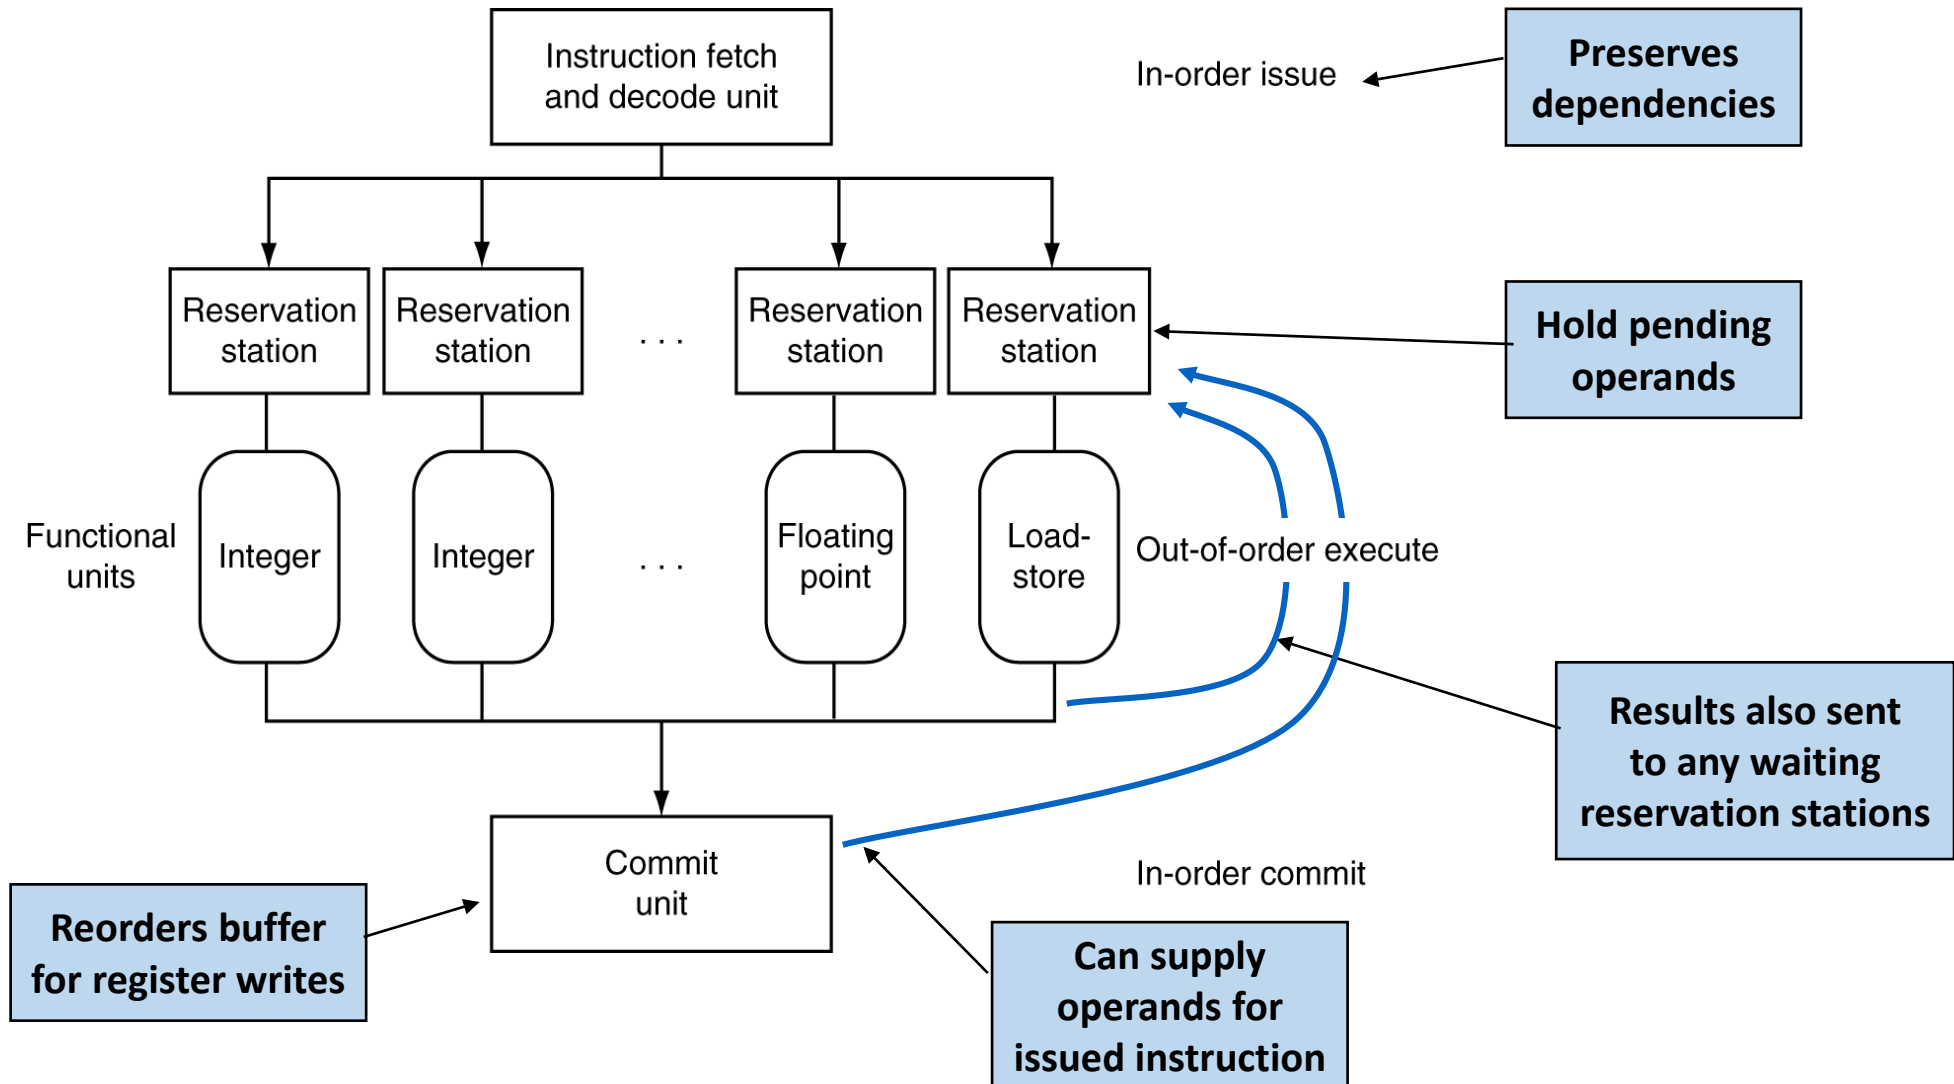 Instruction fetch
and decode unit
In-order issue
Preserves
dependencies
Reservation
station
Reservation
station
. . .
Reservation
station
Reservation
station
Hold pending
operands
Functional
units
Integer
Integer
. . .
Floating
point
Load-
store
Out-of-order execute
Results also sent
to any waiting
reservation stations
Commit
unit
In-order commit
Reorders buffer
for register writes
Can supply
operands for
issued instruction